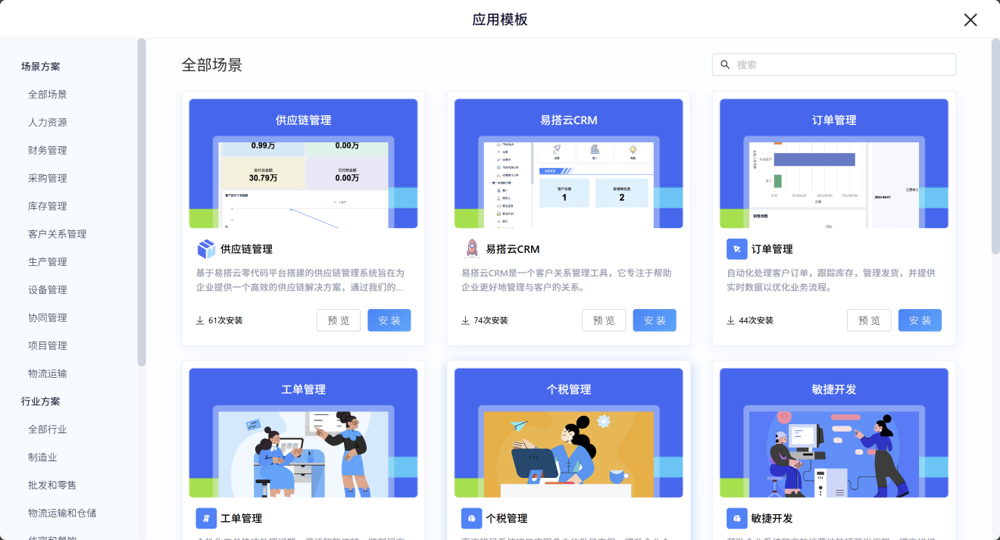 应用模板
场景方案
全部场景
人力资源
财务管理
采购管理
库存管理
客户关系管理
生产管理
设备管理
协同管理
项目管理
物流运输
行业方案
全部行业
制造业
批发和零售
物流运输和仓储
住宿和餐饮
全部场景
搜索
供应链管理
0.99万
0.00万
应付总金额
已付款金额
30.79万
0.00万
供应链管理
基于易搭云零代码平台搭建的供应链管理系统旨在为
企业提供一个高效的供应链解决方案，通过我们的...
61次安装
预 览
安 装
易搭云CRM
客户总数
新增商机数
1
2
易搭云CRM
易搭云CRM是一个客户关系管理工具，它专注于帮助
企业更好地管理与客户的关系。
74次安装
预 览
安 装
订单管理
0.00
50,000.00
100,000.00
150,000.00
总额
2023-08-07
销售地图
订单管理
自动化处理客户订单，跟踪库存，管理发货，并提供
实时数据以优化业务流程。
44次安装
预 览
安 装
工单管理
工单管理
个税管理
个税管理
敏捷开发
敏捷开发